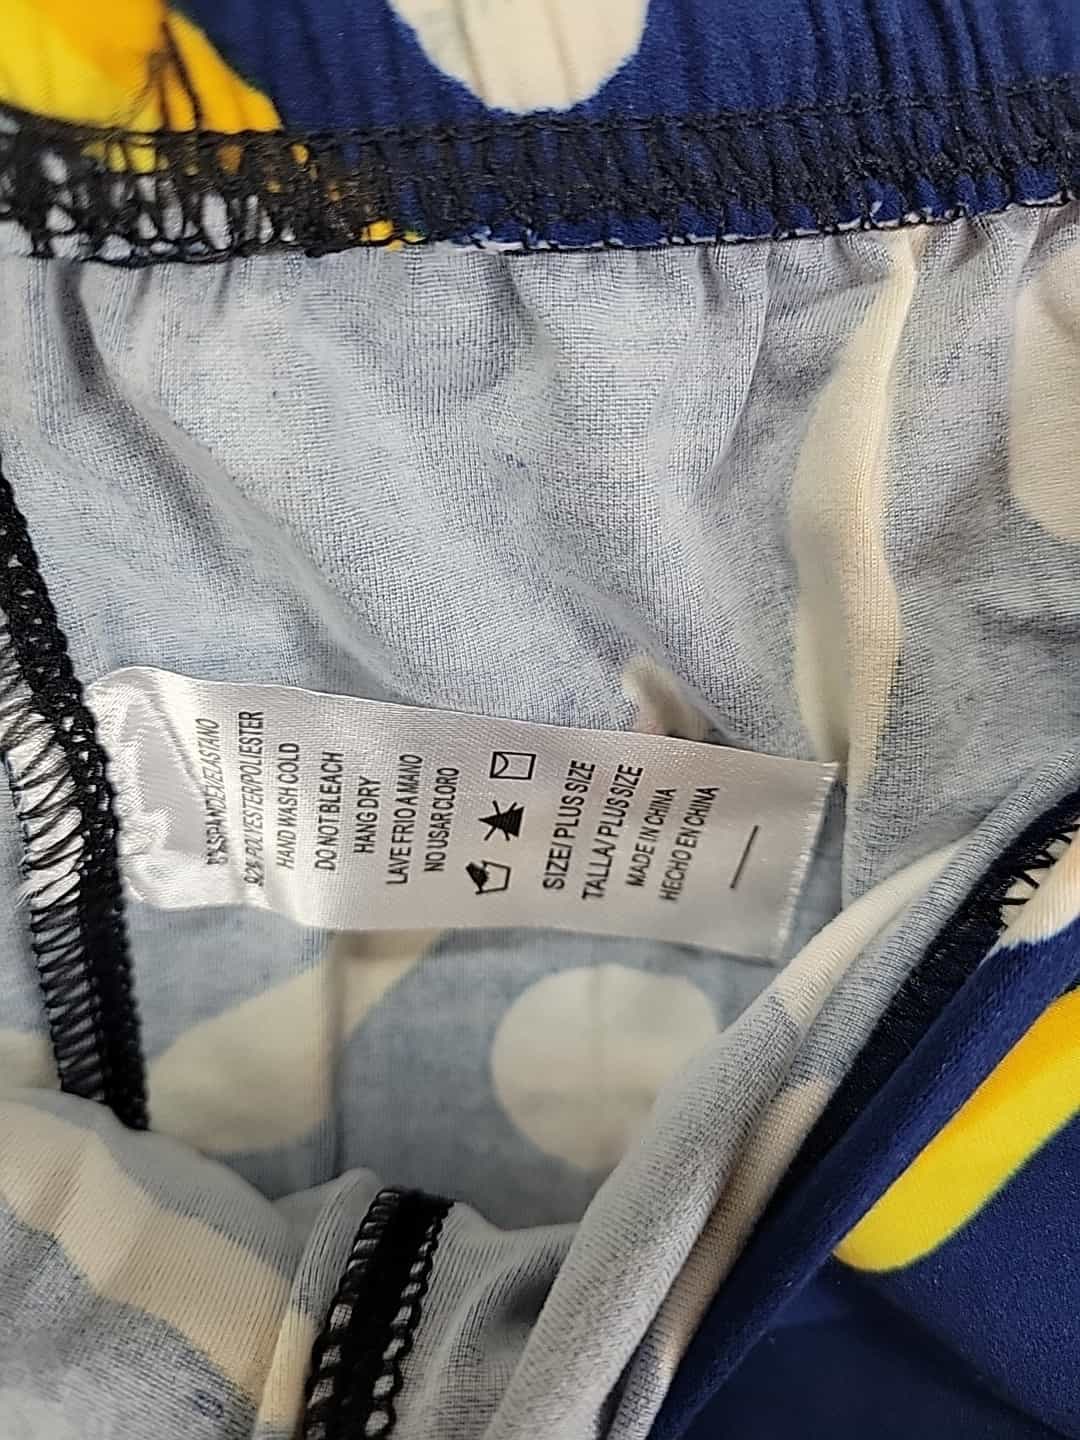 8% SPANDEX/ELASTANO
92% POLYESTER/POLIESTER
HAND WASH COLD
DO NOT BLEACH
HANG DRY
LAVE FRIO A MANO
NO USAR CLORO
SIZE/ PLUS SIZE
TALLA/ PLUS SIZE
MADE IN CHINA
HECHO EN CHINA